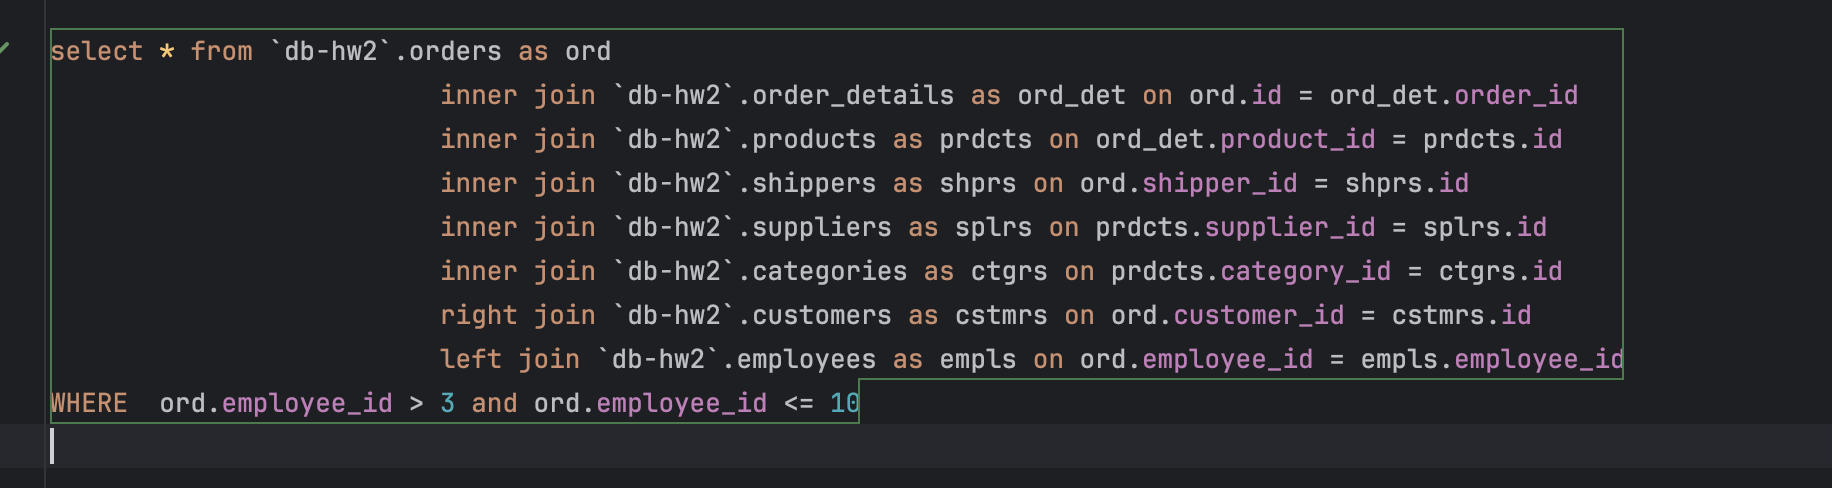 select * from `db-hw2`.orders as ord
inner join `db-hw2`.order_details as ord_det on ord.id = ord_det.order_id
inner join `db-hw2`.products as prdcts on ord_det.product_id = prdcts.id
inner join `db-hw2`.shippers as shprs on ord.shipper_id = shprs.id
inner join `db-hw2`.suppliers as splrs on prdcts.supplier_id = splrs.id
inner join `db-hw2`.categories as ctgrs on prdcts.category_id = ctgrs.id
right join `db-hw2`.customers as cstmrs on ord.customer_id = cstmrs.id
left join `db-hw2`.employees as empls on ord.employee_id = empls.employee_id
WHERE  ord.employee_id > 3 and ord.employee_id <= 10